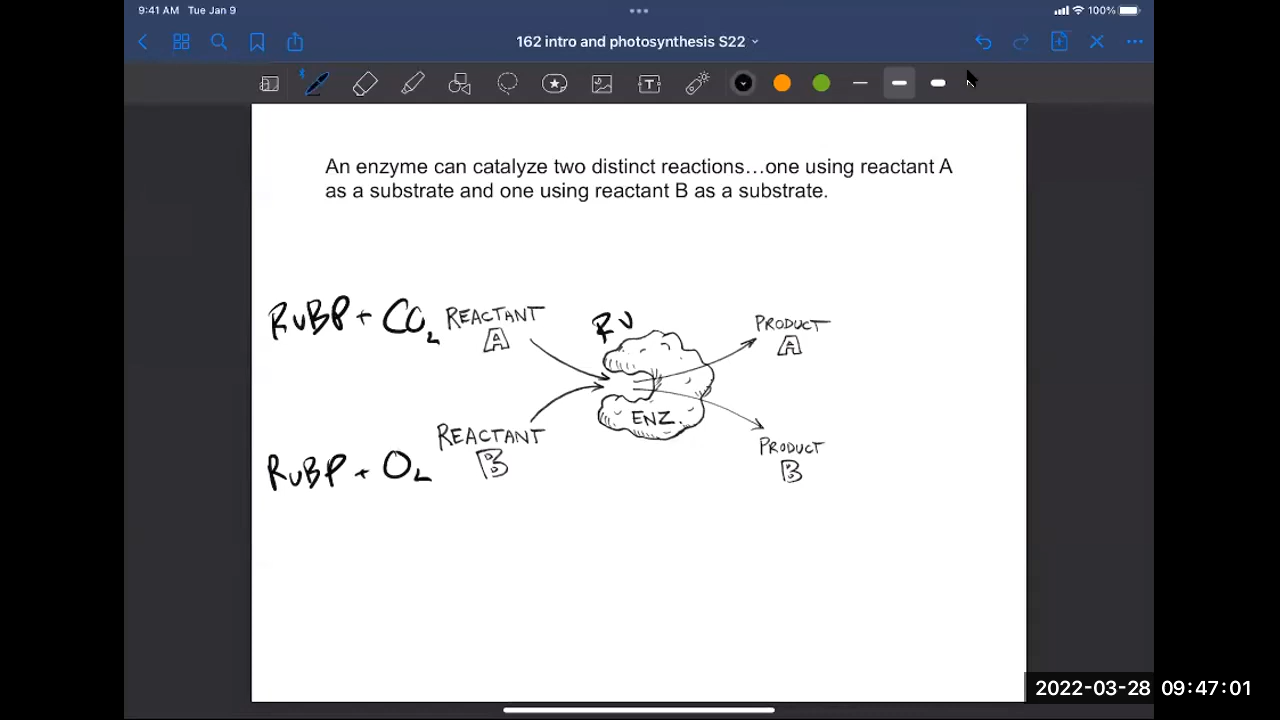 9:41 AM Tue Jan 9
100%
162 intro and photosynthesis S22
T
An enzyme can catalyze two distinct reactions…one using reactant A
as a substrate and one using reactant B as a substrate.
RuBP + CO2 REACTANT A
RU
PRODUCT A
ENZ.
RuBP + O2 REACTANT B
PRODUCT B
2022-03-28 09:47:01